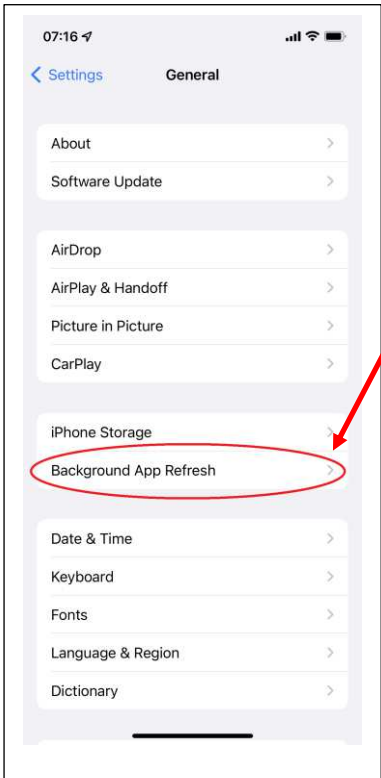 07:16
Settings
General
About
Software Update
AirDrop
AirPlay & Handoff
Picture in Picture
CarPlay
iPhone Storage
Background App Refresh
Date & Time
Keyboard
Fonts
Language & Region
Dictionary